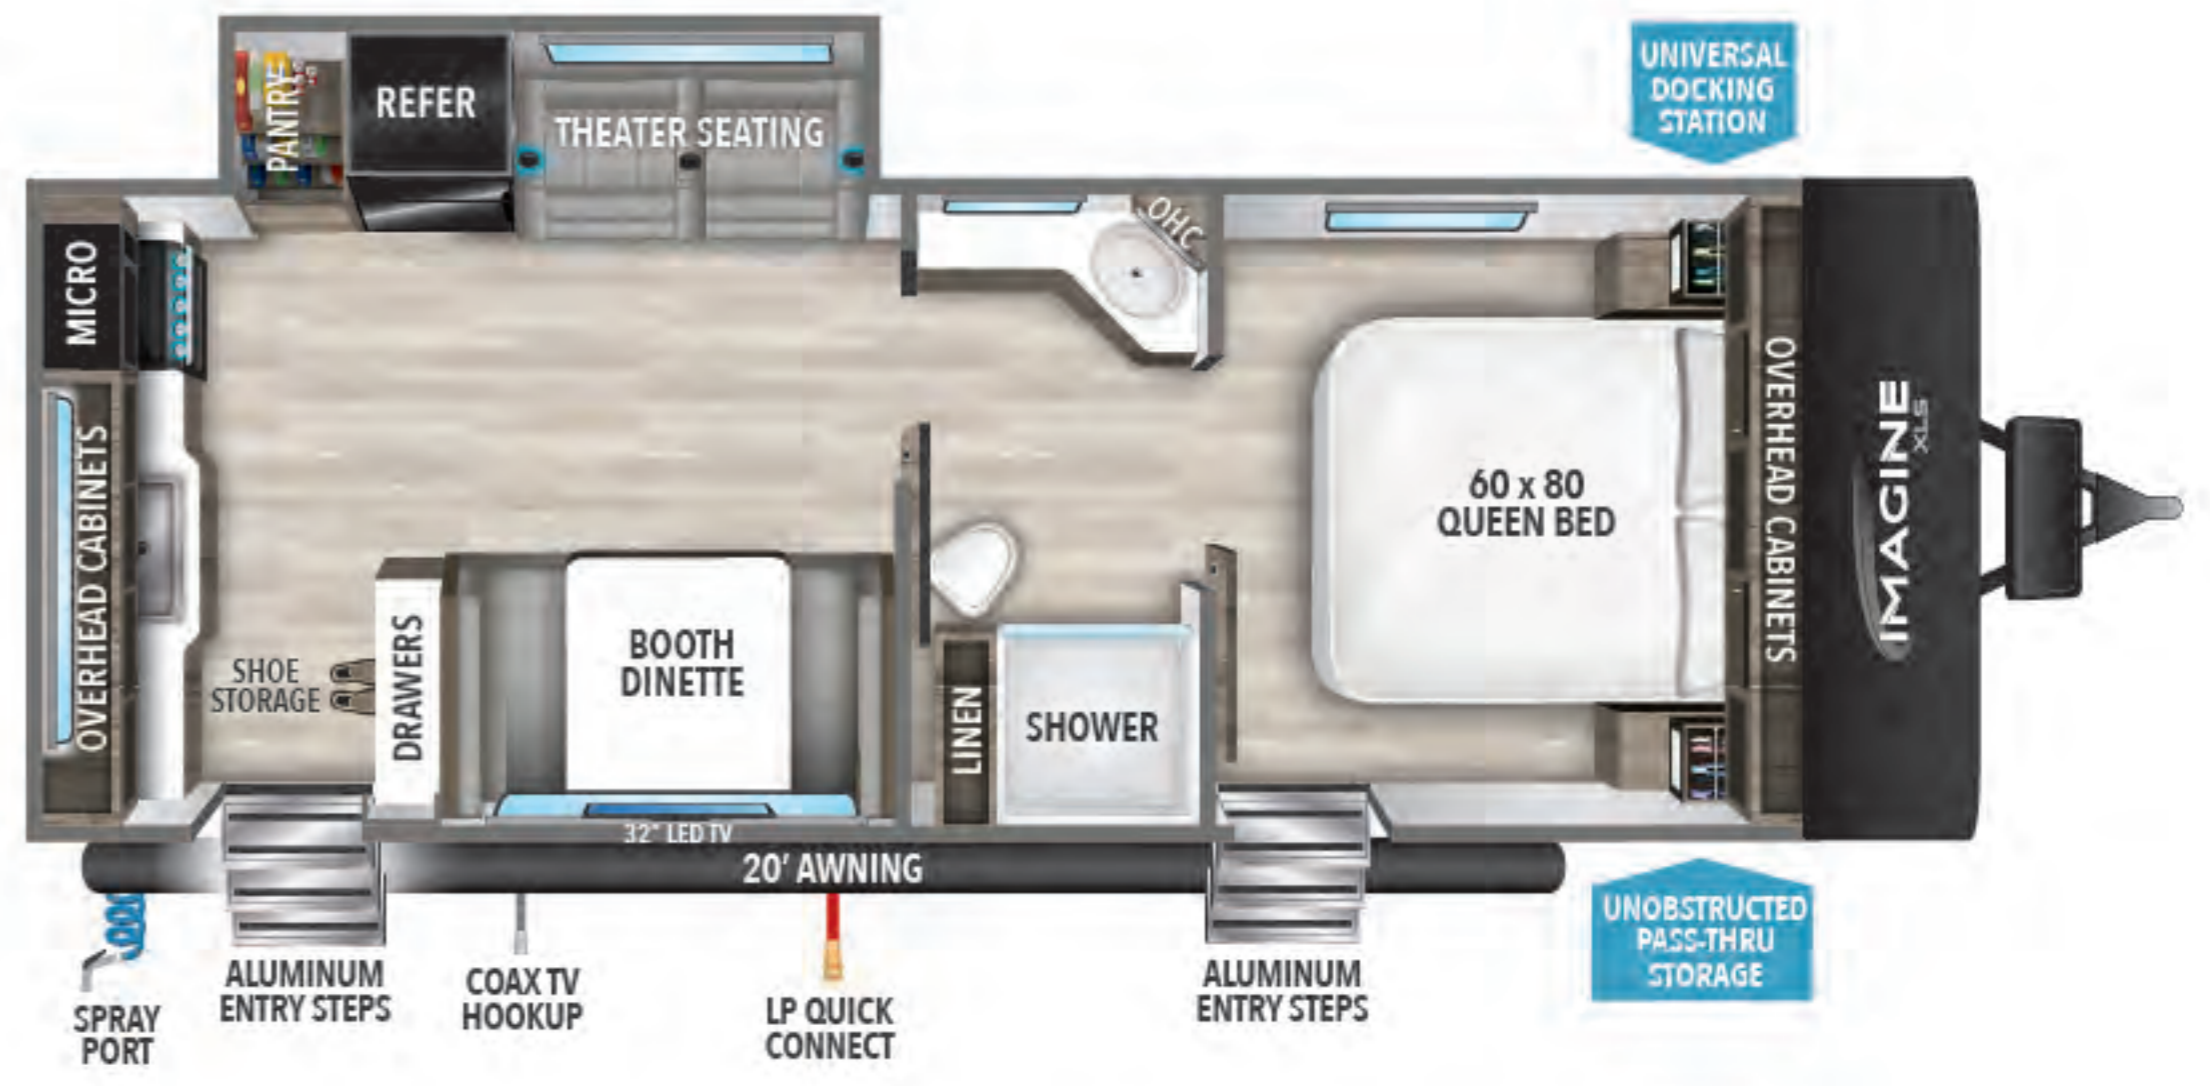 UNIVERSAL
DOCKING
STATION
PANTRY
REFER
THEATER SEATING
OHC
MICRO
OVERHEAD CABINETS
60 x 80
QUEEN BED
OVERHEAD CABINETS
IMAGINE
XLS
SHOE
STORAGE
DRAWERS
BOOTH
DINETTE
LINEN
SHOWER
32" LED TV
20' AWNING
UNOBSTRUCTED
PASS-THRU
STORAGE
SPRAY
PORT
ALUMINUM
ENTRY STEPS
COAX TV
HOOKUP
LP QUICK
CONNECT
ALUMINUM
ENTRY STEPS